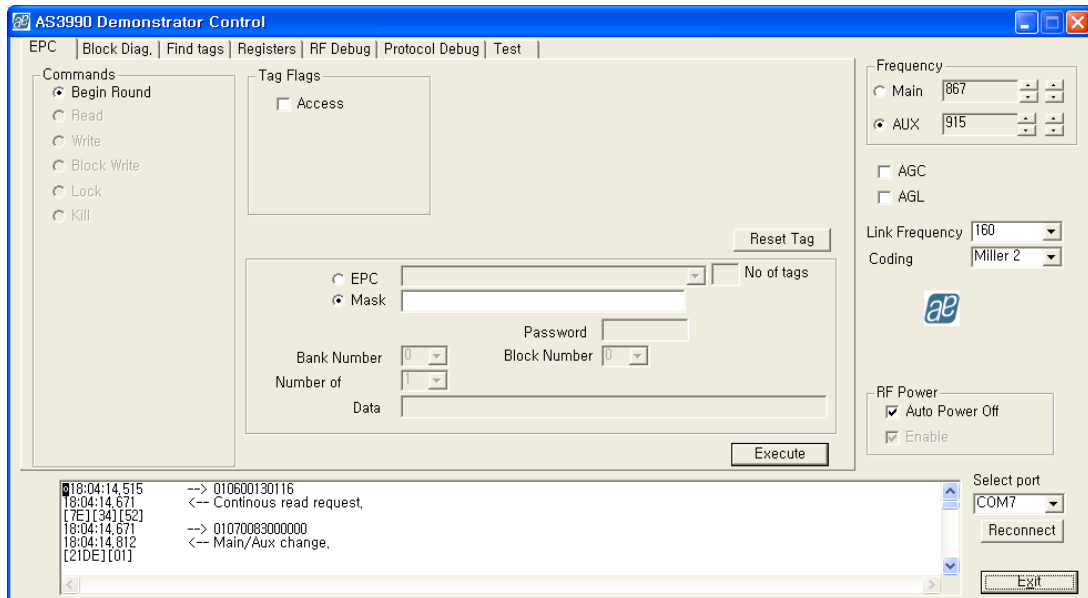 AS3990 Demonstrator Control
EPC Block Diag. Find tags Registers RF Debug Protocol Debug Test
Commands
Begin Round
Read
Write
Block Write
Lock
Kill
Tag Flags
Access
Reset Tag
EPC No of tags
Mask
Password
Bank Number 0 Block Number 0
Number of 1
Data
Execute
Frequency
Main 867
AUX 915
AGC
AGL
Link Frequency 160
Coding Miller 2
RF Power
Auto Power Off
Enable
18:04:14,515 --> 010600130116
18:04:14,671 <-- Continous read request,
[7E][34][52]
18:04:14,671 --> 01070083000000
18:04:14,812 <-- Main/Aux change,
[21DE][01]
Select port
COM7
Reconnect
Exit